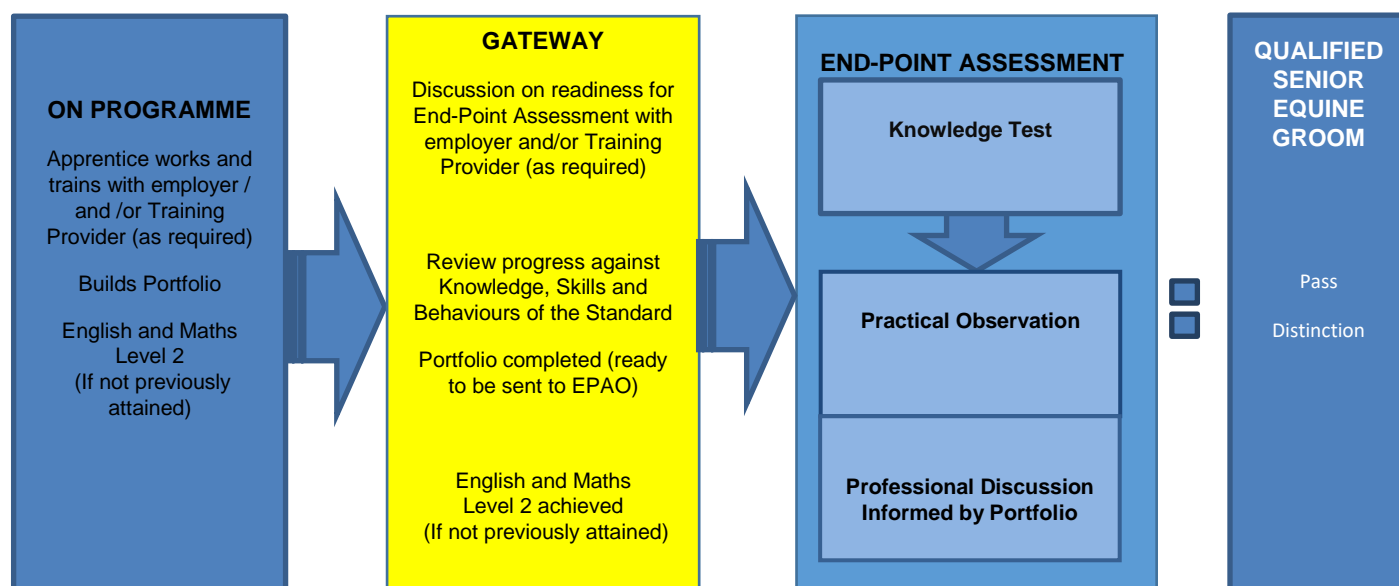 ON PROGRAMME
Apprentice works and
trains with employer /
and /or Training
Provider (as required)
Builds Portfolio
English and Maths
Level 2
(If not previously
attained)
GATEWAY
Discussion on readiness for
End-Point Assessment with
employer and/or Training
Provider (as required)
Review progress against
Knowledge, Skills and
Behaviours of the Standard
Portfolio completed (ready
to be sent to EPAO)
English and Maths
Level 2 achieved
(If not previously attained)
END-POINT ASSESSMENT
Knowledge Test
Practical Observation
Professional Discussion
Informed by Portfolio
QUALIFIED
SENIOR
EQUINE
GROOM
Pass
Distinction